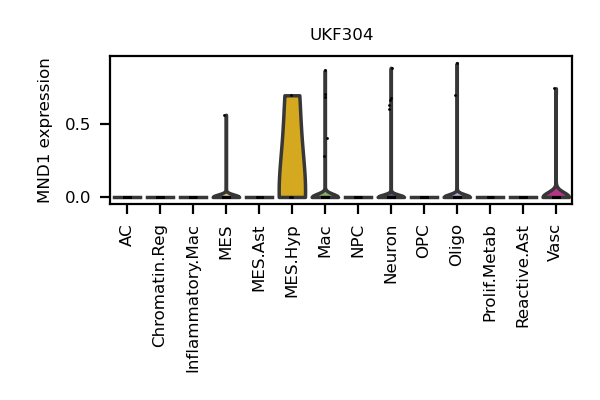 UKF304
MND1 expression
0.5
0.0
AC
Chromatin.Reg
Inflammatory.Mac
MES
MES.Ast
MES.Hyp
Mac
NPC
Neuron
OPC
Oligo
Prolif.Metab
Reactive.Ast
Vasc